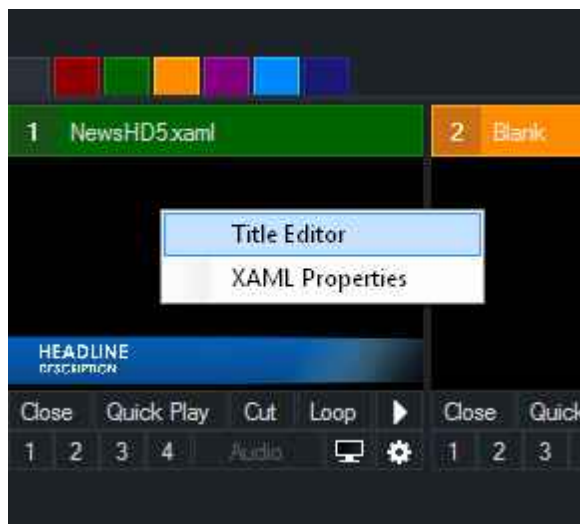 1 NewsHD5.xaml 2 Blank
Title Editor
XAML Properties
HEADLINE
DESCRIPTION
Close Quick Play Cut Loop Close Quick
1 2 3 4 Audio 1 2 3